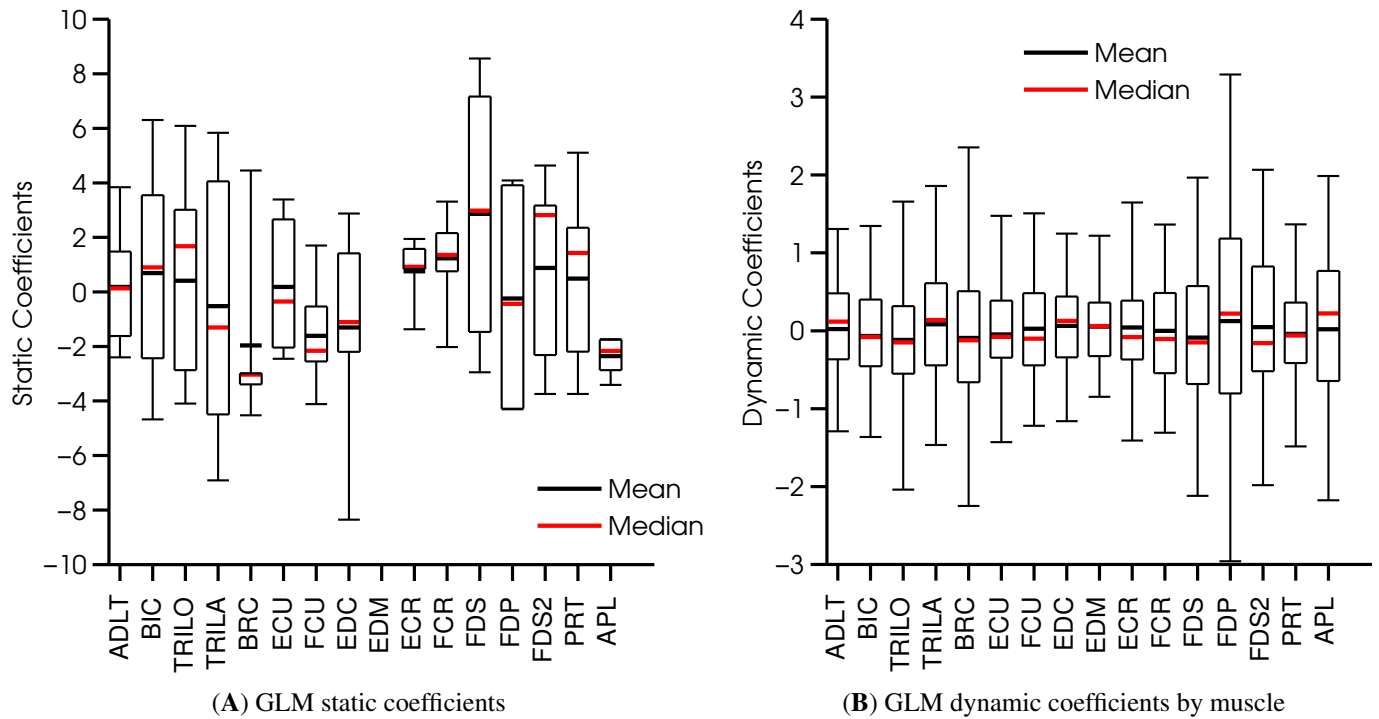 10
8
6
4
2
0
−2
−4
−6
−8
−10
Static Coefficients
Mean
Median
ADLT
BIC
TRILO
TRILA
BRC
ECU
FCU
EDC
EDM
ECR
FCR
FDS
FDP
FDS2
PRT
APL
(A) GLM static coefficients
4
3
2
1
0
−1
−2
−3
Dynamic Coefficients
Mean
Median
ADLT
BIC
TRILO
TRILA
BRC
ECU
FCU
EDC
EDM
ECR
FCR
FDS
FDP
FDS2
PRT
APL
(B) GLM dynamic coefficients by muscle